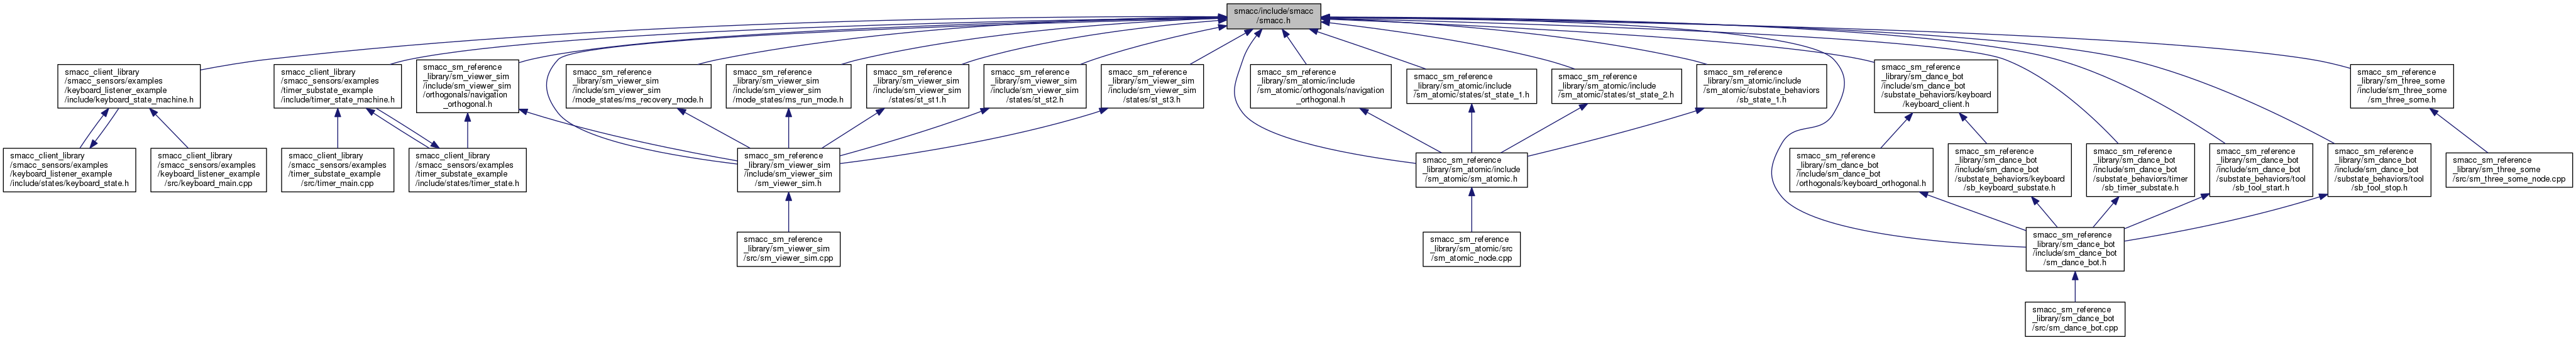 smacc/include/smacc
/smacc.h
smacc_client_library
/smacc_sensors/examples
/keyboard_listener_example
/include/keyboard_state_machine.h
smacc_client_library
/smacc_sensors/examples
/timer_substate_example
/include/timer_state_machine.h
smacc_sm_reference
_library/sm_viewer_sim
/include/sm_viewer_sim
/orthogonals/navigation
_orthogonal.h
smacc_sm_reference
_library/sm_viewer_sim
/include/sm_viewer_sim
/mode_states/ms_recovery_mode.h
smacc_sm_reference
_library/sm_viewer_sim
/include/sm_viewer_sim
/mode_states/ms_run_mode.h
smacc_sm_reference
_library/sm_viewer_sim
/include/sm_viewer_sim
/states/st_st1.h
smacc_sm_reference
_library/sm_viewer_sim
/include/sm_viewer_sim
/states/st_st2.h
smacc_sm_reference
_library/sm_viewer_sim
/include/sm_viewer_sim
/states/st_st3.h
smacc_sm_reference
_library/sm_atomic/include
/sm_atomic/orthogonals/navigation
_orthogonal.h
smacc_sm_reference
_library/sm_atomic/include
/sm_atomic/states/st_state_1.h
smacc_sm_reference
_library/sm_atomic/include
/sm_atomic/states/st_state_2.h
smacc_sm_reference
_library/sm_atomic/include
/sm_atomic/substate_behaviors
/sb_state_1.h
smacc_sm_reference
_library/sm_dance_bot
/include/sm_dance_bot
/substate_behaviors/keyboard
/keyboard_client.h
smacc_sm_reference
_library/sm_three_some
/include/sm_three_some
/sm_three_some.h
smacc_client_library
/smacc_sensors/examples
/keyboard_listener_example
/include/states/keyboard_state.h
smacc_client_library
/smacc_sensors/examples
/keyboard_listener_example
/src/keyboard_main.cpp
smacc_client_library
/smacc_sensors/examples
/timer_substate_example
/src/timer_main.cpp
smacc_client_library
/smacc_sensors/examples
/timer_substate_example
/include/states/timer_state.h
smacc_sm_reference
_library/sm_viewer_sim
/include/sm_viewer_sim
/sm_viewer_sim.h
smacc_sm_reference
_library/sm_atomic/include
/sm_atomic/sm_atomic.h
smacc_sm_reference
_library/sm_dance_bot
/include/sm_dance_bot
/orthogonals/keyboard_orthogonal.h
smacc_sm_reference
_library/sm_dance_bot
/include/sm_dance_bot
/substate_behaviors/keyboard
/sb_keyboard_substate.h
smacc_sm_reference
_library/sm_dance_bot
/include/sm_dance_bot
/substate_behaviors/timer
/sb_timer_substate.h
smacc_sm_reference
_library/sm_dance_bot
/include/sm_dance_bot
/substate_behaviors/tool
/sb_tool_start.h
smacc_sm_reference
_library/sm_dance_bot
/include/sm_dance_bot
/substate_behaviors/tool
/sb_tool_stop.h
smacc_sm_reference
_library/sm_three_some
/src/sm_three_some_node.cpp
smacc_sm_reference
_library/sm_viewer_sim
/src/sm_viewer_sim.cpp
smacc_sm_reference
_library/sm_atomic/src
/sm_atomic_node.cpp
smacc_sm_reference
_library/sm_dance_bot
/include/sm_dance_bot
/sm_dance_bot.h
smacc_sm_reference
_library/sm_dance_bot
/src/sm_dance_bot.cpp